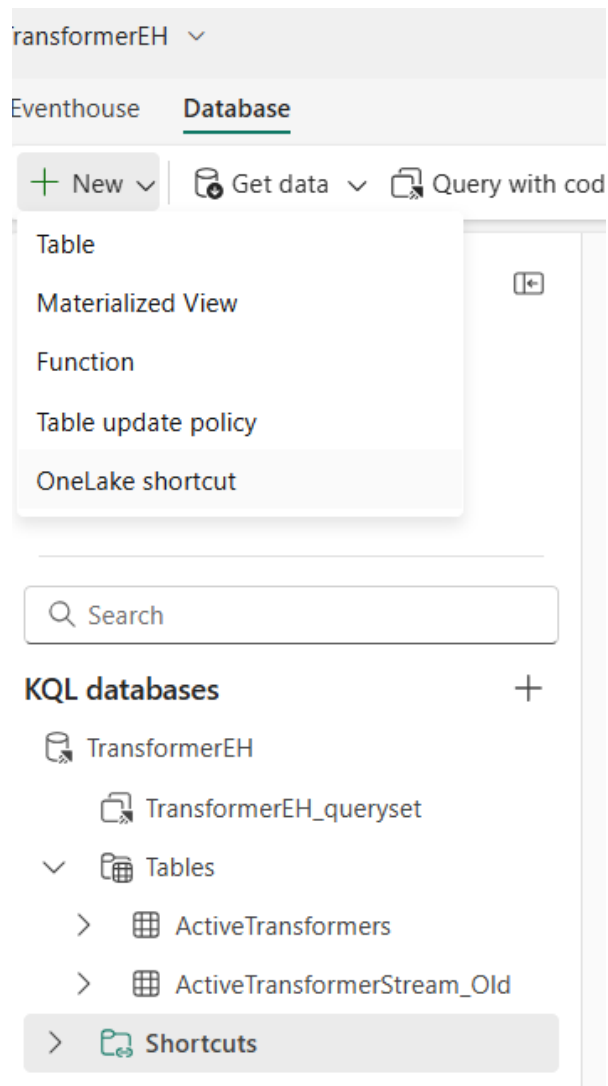 TransformerEH
Eventhouse Database
New Get data Query with cod
Table
Materialized View
Function
Table update policy
OneLake shortcut
Search
KQL databases
TransformerEH
TransformerEH_queryset
Tables
ActiveTransformers
ActiveTransformerStream_Old
Shortcuts